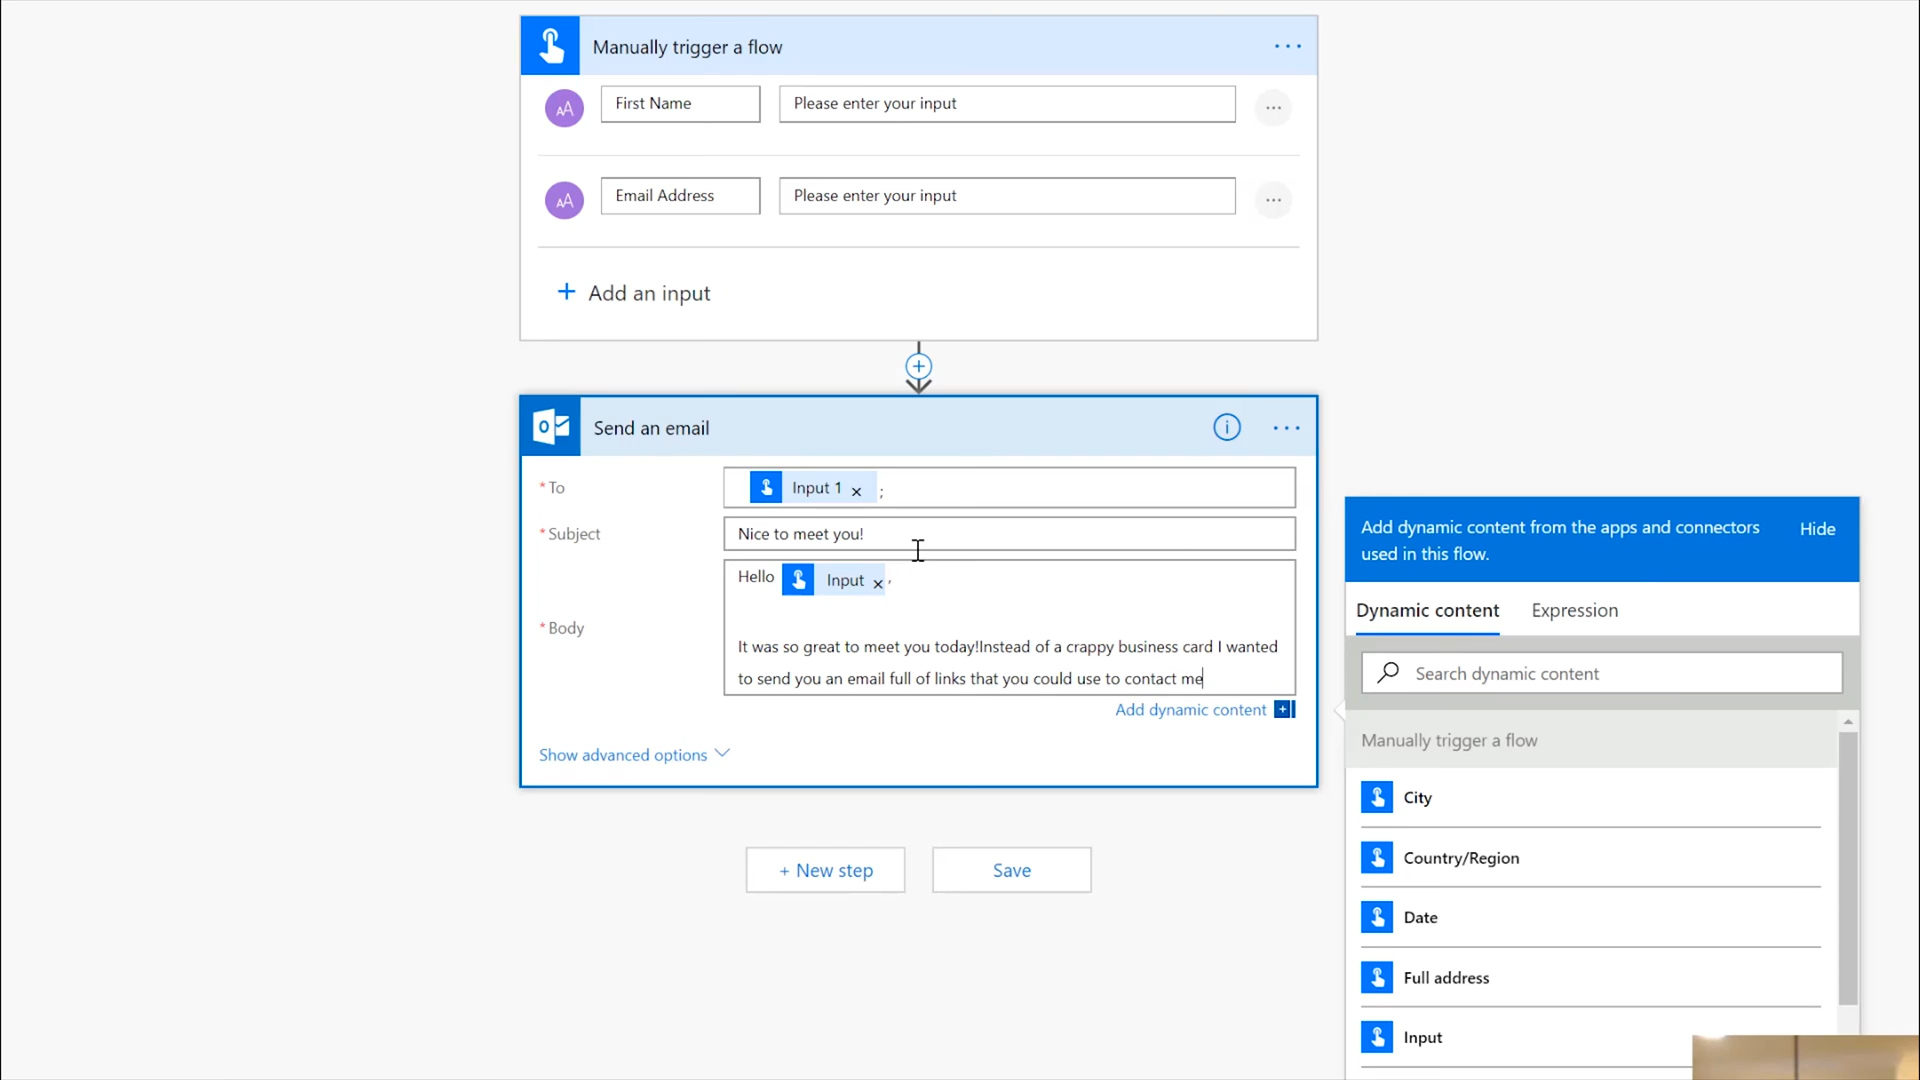 Manually trigger a flow
First Name Please enter your input
Email Address Please enter your input
+ Add an input
Send an email
* To Input 1 × ;
* Subject Nice to meet you!
* Body
Hello Input × ,
It was so great to meet you today!Instead of a crappy business card I wanted
to send you an email full of links that you could use to contact me
Add dynamic content +
Show advanced options
+ New step Save
Add dynamic content from the apps and connectors
used in this flow.
Hide
Dynamic content Expression
Search dynamic content
Manually trigger a flow
City
Country/Region
Date
Full address
Input